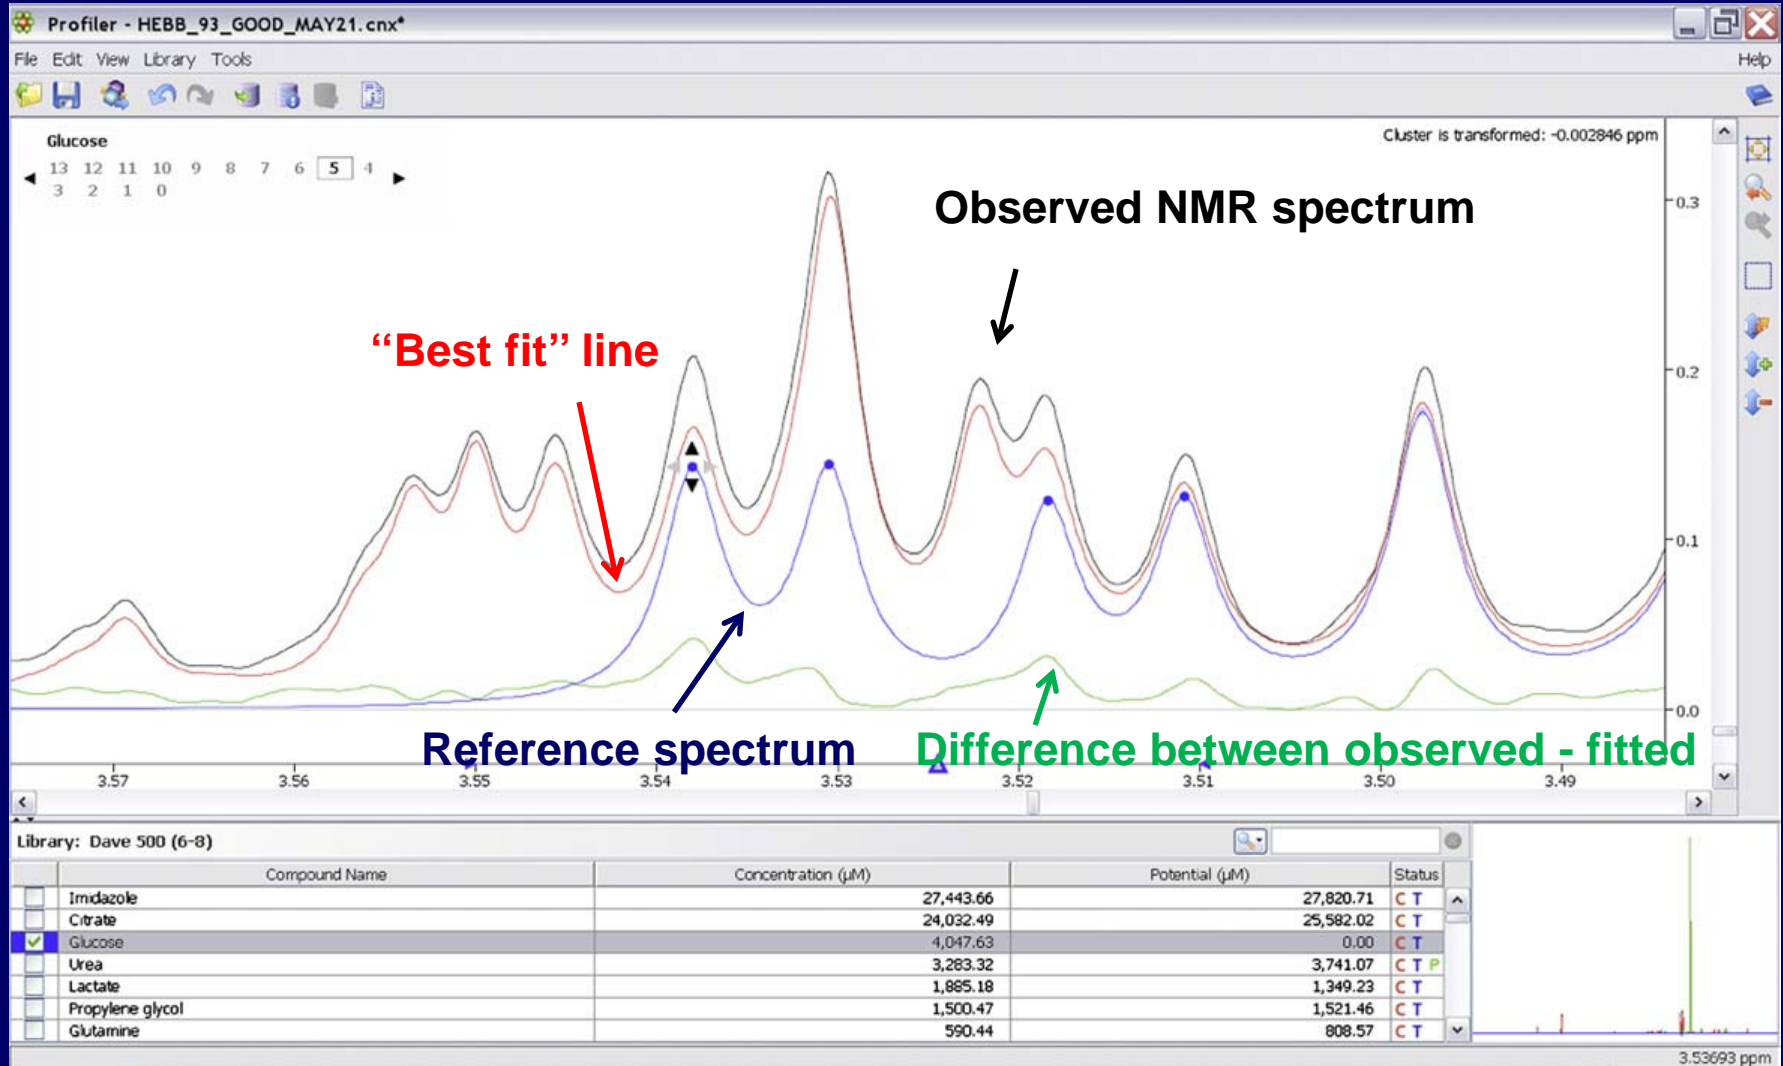 Profiler - HEBB_93_GOOD_MAY21.cnx*
File Edit View Library Tools Help
Glucose
13 12 11 10 9 8 7 6 5 4
3 2 1 0
Cluster is transformed: -0.002846 ppm
Observed NMR spectrum
“Best fit” line
Reference spectrum
Difference between observed - fitted
0.3
0.2
0.1
0.0
3.57 3.56 3.55 3.54 3.53 3.52 3.51 3.50 3.49
Library: Dave 500 (6-8)
Compound Name Concentration (µM) Potential (µM) Status
Imidazole 27,443.66 27,820.71 C T
Citrate 24,032.49 25,582.02 C T
Glucose 4,047.63 0.00 C T
Urea 3,283.32 3,741.07 C T P
Lactate 1,885.18 1,349.23 C T
Propylene glycol 1,500.47 1,521.46 C T
Glutamine 590.44 808.57 C T
3.53693 ppm